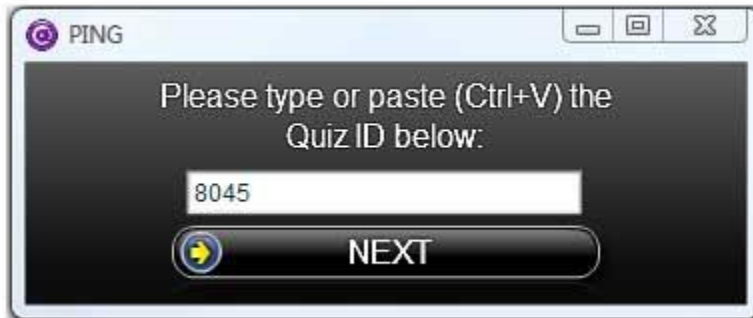 PING
Please type or paste (Ctrl+V) the
Quiz ID below:
8045
NEXT